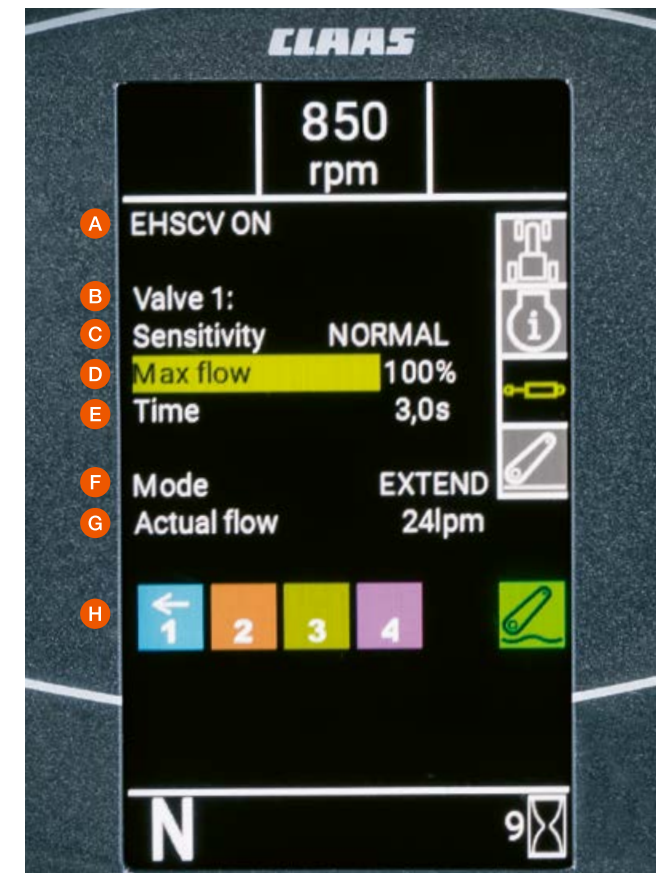 CLAAS
850
rpm
A EHSCV ON
B Valve 1:
C Sensitivity NORMAL
D Max flow 100%
E Time 3,0s
F Mode EXTEND
G Actual flow 24lpm
H 1 2 3 4
N 9